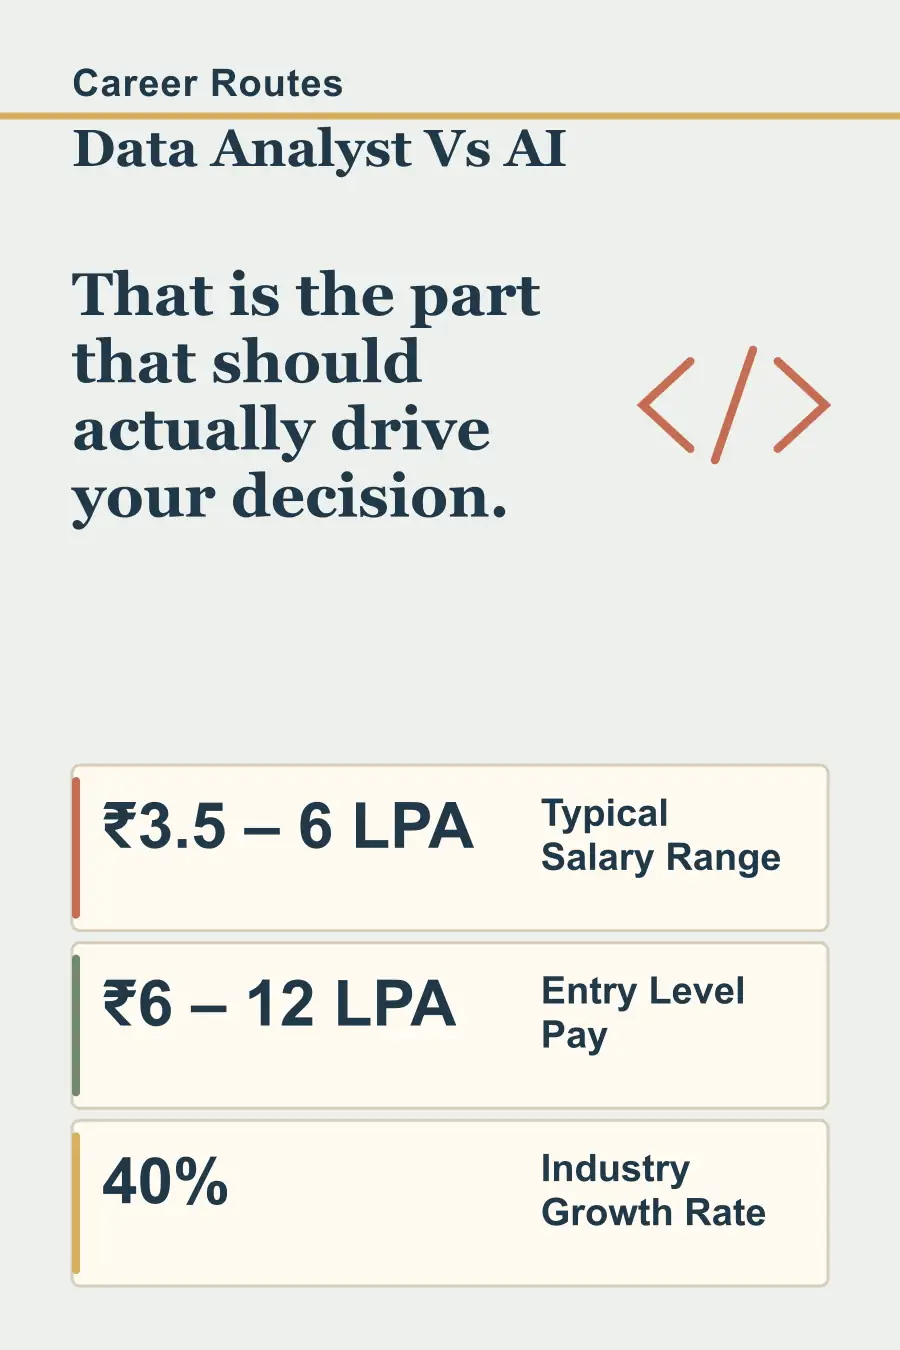 Career Routes
Data Analyst Vs AI
That is the part
that should
actually drive
your decision.
₹3.5 – 6 LPA
Typical
Salary Range
₹6 – 12 LPA
Entry Level
Pay
40%
Industry
Growth Rate